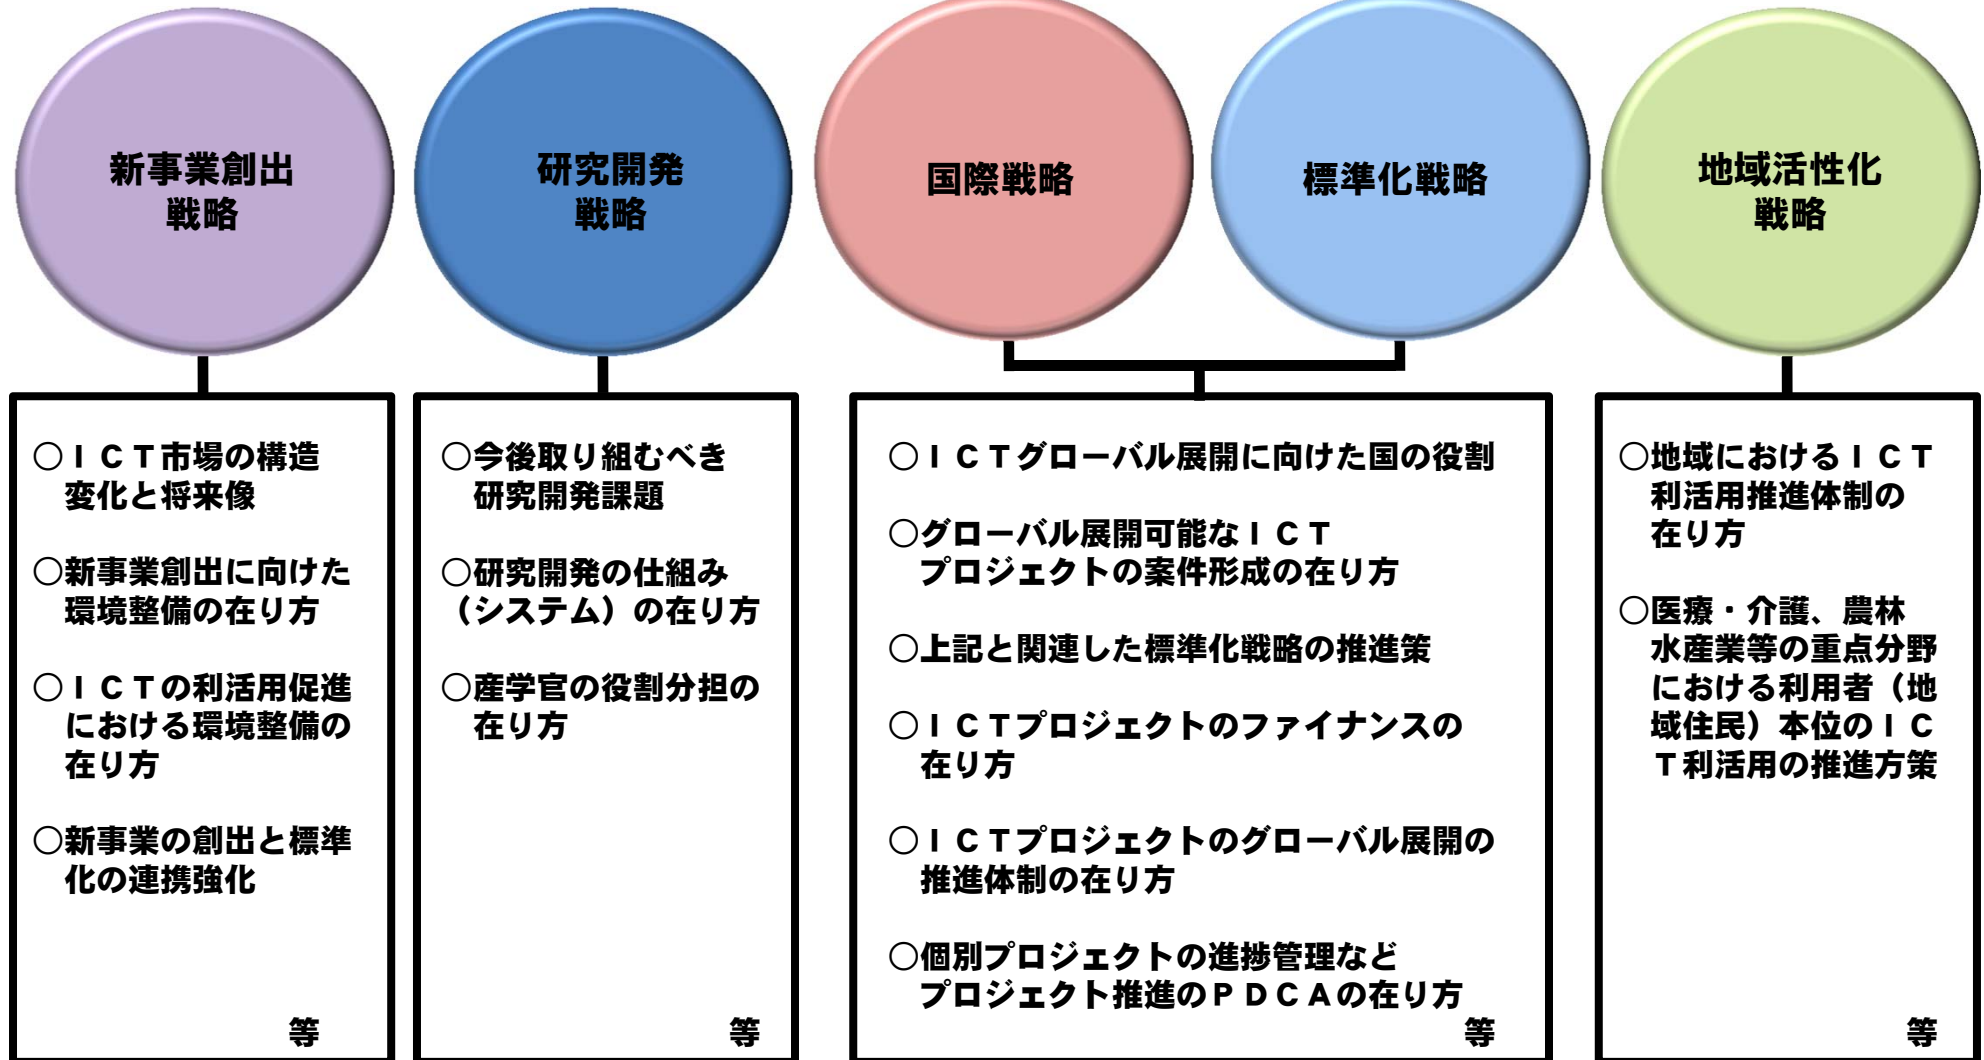 新事業創出
戦略
研究開発
戦略
国際戦略
標準化戦略
地域活性化
戦略
○ＩＣＴ市場の構造
変化と将来像
○新事業創出に向けた
環境整備の在り方
○ＩＣＴの利活用促進
における環境整備の
在り方
○新事業の創出と標準
化の連携強化
等
○今後取り組むべき
研究開発課題
○研究開発の仕組み
（システム）の在り方
○産学官の役割分担の
在り方
等
○ＩＣＴグローバル展開に向けた国の役割
○グローバル展開可能なＩＣＴ
プロジェクトの案件形成の在り方
○上記と関連した標準化戦略の推進策
○ＩＣＴプロジェクトのファイナンスの
在り方
○ＩＣＴプロジェクトのグローバル展開の
推進体制の在り方
○個別プロジェクトの進捗管理など
プロジェクト推進のＰＤＣＡの在り方
等
○地域におけるＩＣＴ
利活用推進体制の
在り方
○医療・介護、農林
水産業等の重点分野
における利用者（地
域住民）本位のＩＣ
Ｔ利活用の推進方策
等